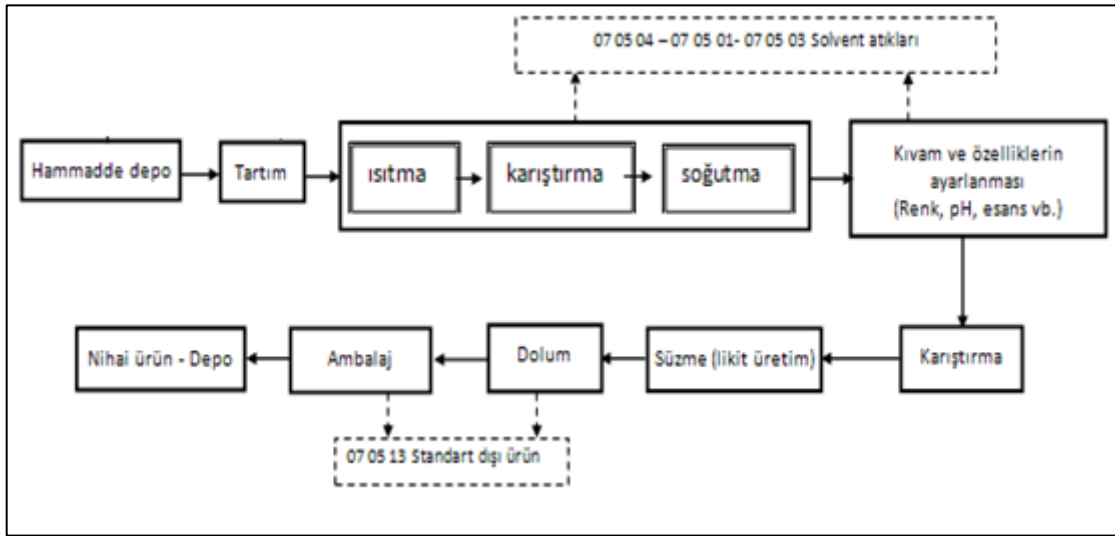 07 05 04 – 07 05 01- 07 05 03 Solvent atıkları
Hammadde depo
Tartım
ısıtma
karıştırma
soğutma
Kıvam ve özelliklerin
ayarlanması
(Renk, pH, esans vb.)
Nihai ürün - Depo
Ambalaj
Dolum
Süzme (likit üretim)
Karıştırma
07 05 13 Standart dışı ürün